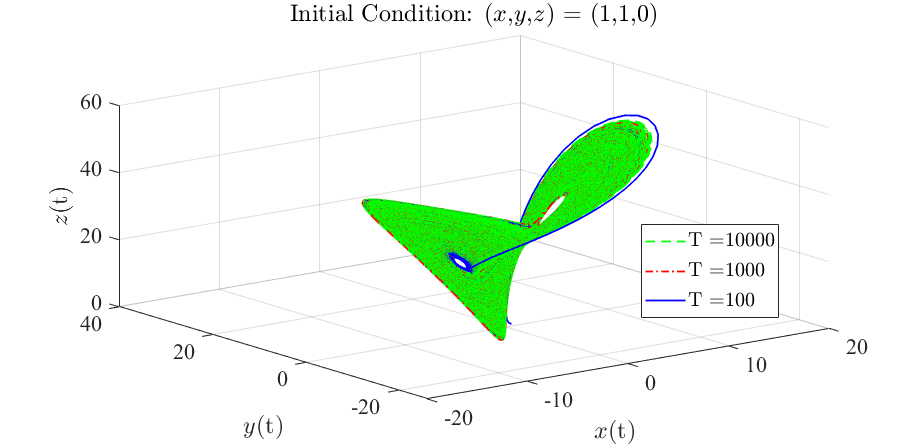 Initial Condition: (x,y,z) = (1,1,0)
60
40
20
0
z(t)
40
20
0
-20
y(t)
-20
-10
0
10
20
x(t)
T =10000
T =1000
T =100